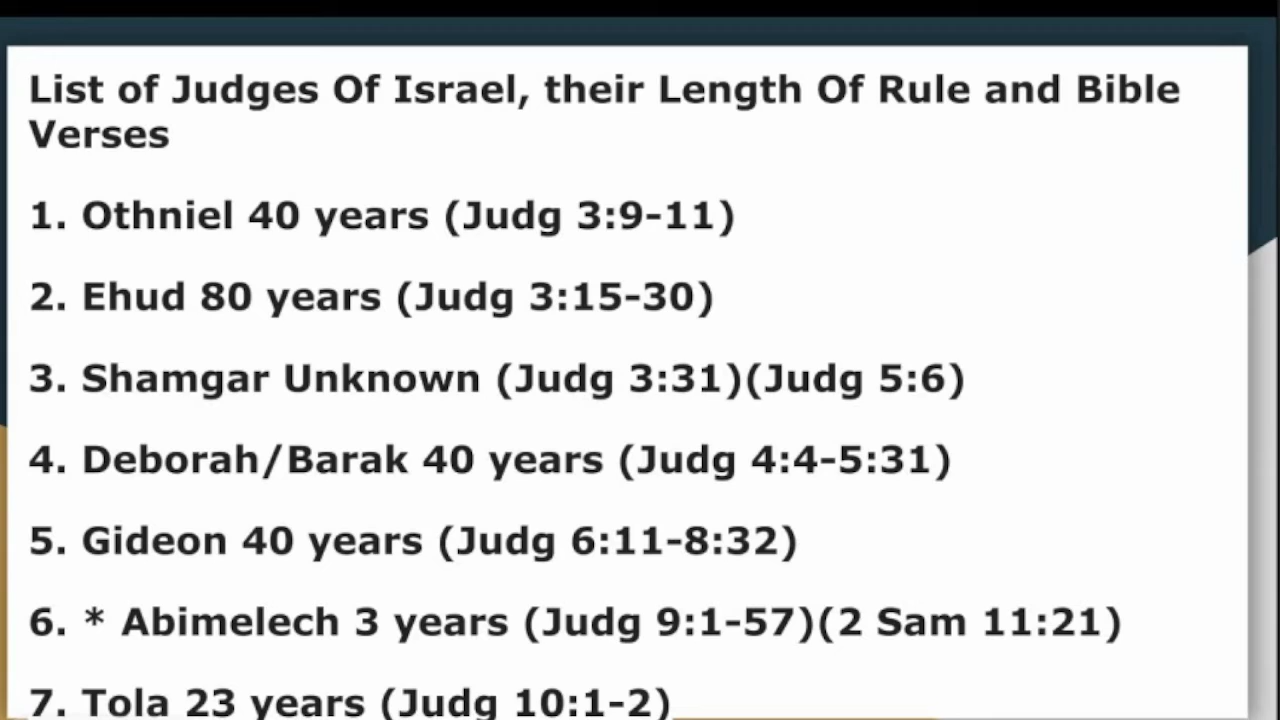 List of Judges Of Israel, their Length Of Rule and Bible
Verses
1. Othniel 40 years (Judg 3:9-11)
2. Ehud 80 years (Judg 3:15-30)
3. Shamgar Unknown (Judg 3:31)(Judg 5:6)
4. Deborah/Barak 40 years (Judg 4:4-5:31)
5. Gideon 40 years (Judg 6:11-8:32)
6. * Abimelech 3 years (Judg 9:1-57)(2 Sam 11:21)
7. Tola 23 years (Judg 10:1-2)